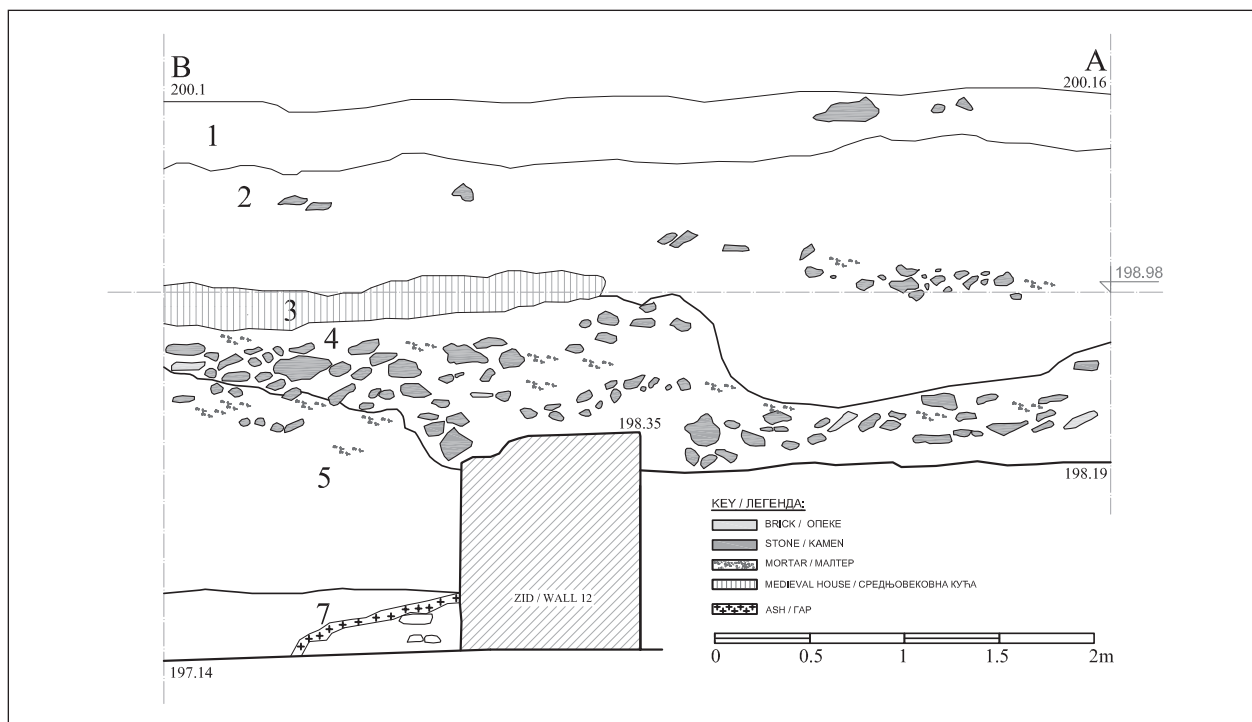 B
200.1
A
200.16
1
2
198.98
3
4
198.35
5
198.19
KEY / ЛЕГЕНДА:
BRICK / ОПЕКЕ
STONE / KAMEN
MORTAR / МАЛТЕР
MEDIEVAL HOUSE / СРЕДЊОВЕКОВНА КУЋА
ASH / ГАР
ZID / WALL 12
7
197.14
0 0.5 1 1.5 2m